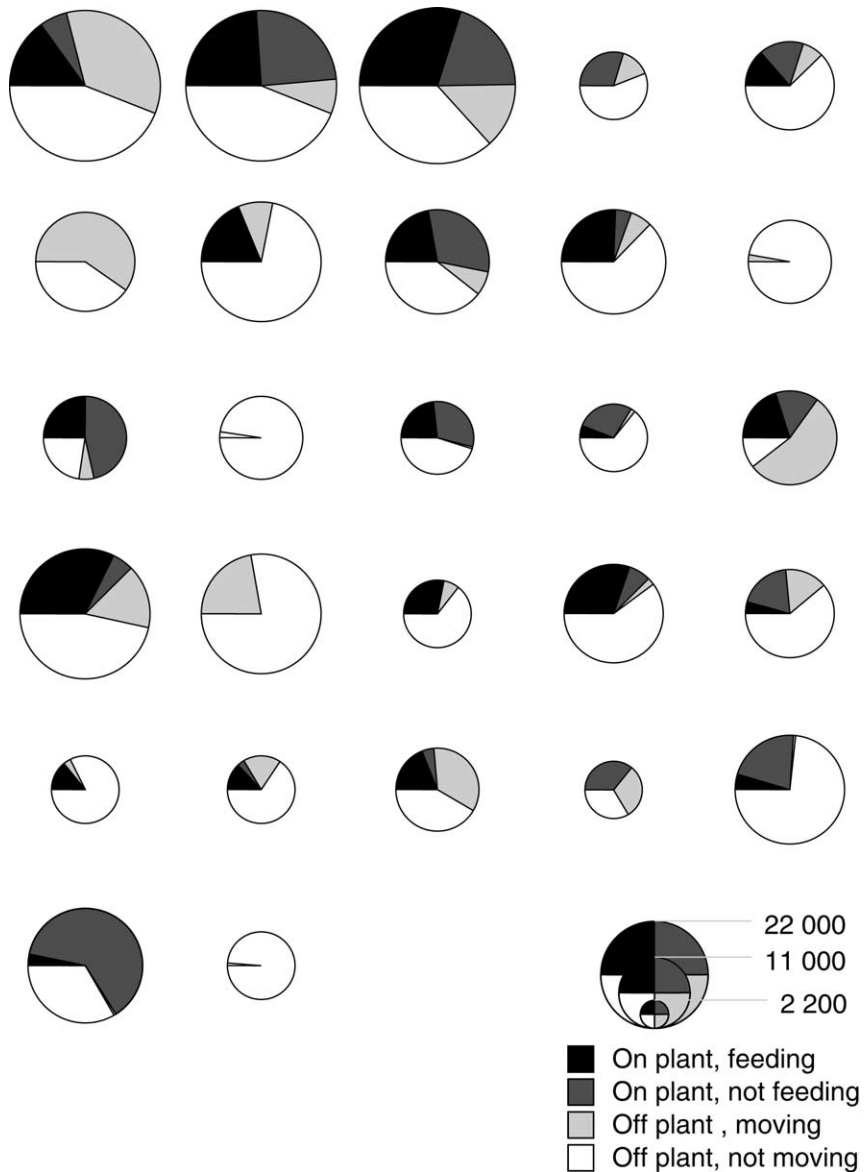 22 000
11 000
2 200
On plant, feeding
On plant, not feeding
Off plant , moving
Off plant, not moving